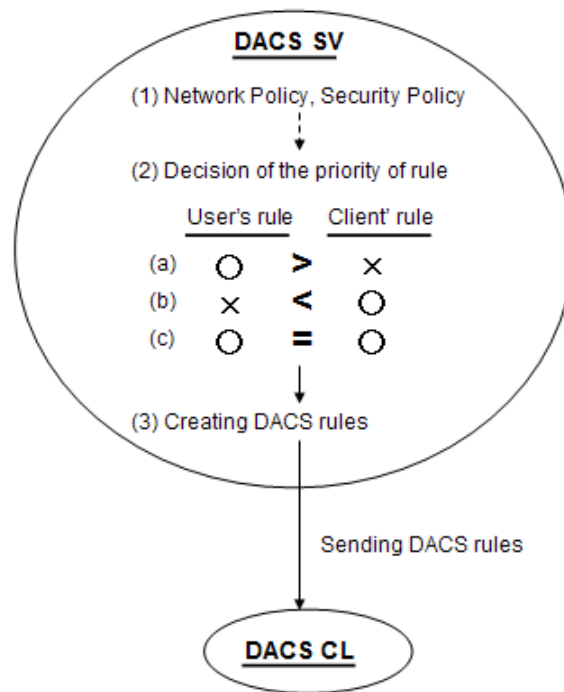 DACS SV
(1) Network Policy, Security Policy
(2) Decision of the priority of rule
User's rule Client' rule
(a) ○ > ×
(b) × < ○
(c) ○ = ○
(3) Creating DACS rules
Sending DACS rules
DACS CL